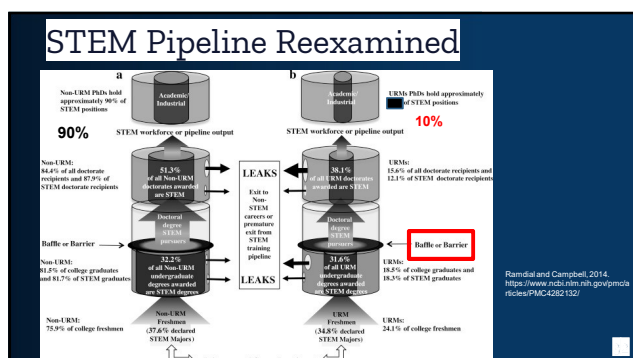 STEM Pipeline Reexamined
a
b
Non-URM PhDs hold
approximately 90% of
STEM positions
90%
Academic/
Industrial
STEM workforce or pipeline output
Academic/
Industrial
URMs PhDs hold approximately
of STEM positions
10%
STEM workforce or pipeline output
Non-URM:
84.4% of all doctorate
recipients and 87.9% of
STEM doctorate recipients
51.3%
of all Non-URM
doctorates awarded
are STEM
LEAKS
Exit to
Non-
STEM
careers or
premature
exit from
STEM
training
pipeline
LEAKS
38.1%
of all URM doctorates
awarded are STEM
URMs:
15.6% of all doctorate recipients and
12.1% of STEM doctorate recipients
Doctoral
degree
STEM
pursuers
Doctoral
degree
STEM
pursuers
Baffle or Barrier
Baffle or Barrier
Non-URM:
81.5% of college graduates
and 81.7% of STEM graduates
32.2%
of all Non-URM
undergraduate
degrees awarded
are STEM degrees
31.6%
of all URM
undergraduate
degrees awarded
are STEM degrees
URMs:
18.5% of college graduates and
18.3% of STEM graduates
Non-URM:
75.9% of college freshmen
Non-URM
Freshmen
(37.6% declared
STEM Majors)
URM
Freshmen
(34.8% declared
STEM Majors)
URMs:
24.1% of college freshmen
Ramdial and Campbell, 2014.
https://www.ncbi.nlm.nih.gov/pmc/a
rticles/PMC4282132/